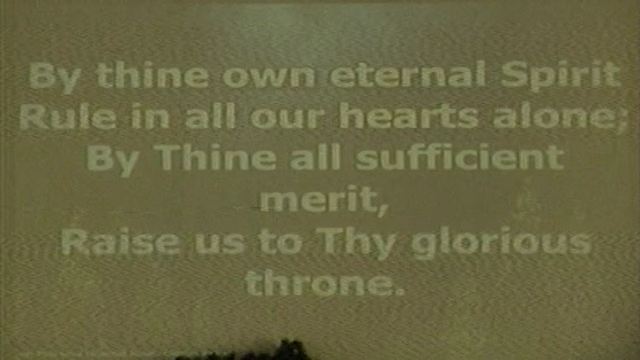 By thine own eternal Spirit
Rule in all our hearts alone;
By Thine all sufficient
merit,
Raise us to Thy glorious
throne.